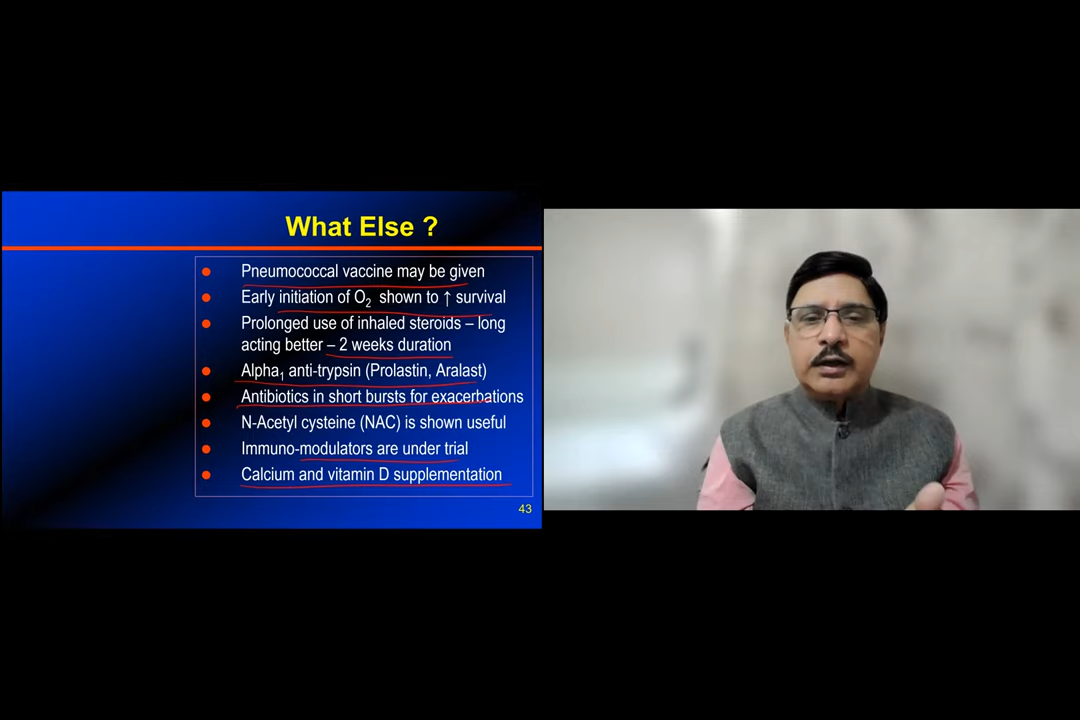 What Else ?
Pneumococcal vaccine may be given
Early initiation of O2 shown to ↑ survival
Prolonged use of inhaled steroids – long
acting better – 2 weeks duration
Alpha1 anti-trypsin (Prolastin, Aralast)
Antibiotics in short bursts for exacerbations
N-Acetyl cysteine (NAC) is shown useful
Immuno-modulators are under trial
Calcium and vitamin D supplementation
43